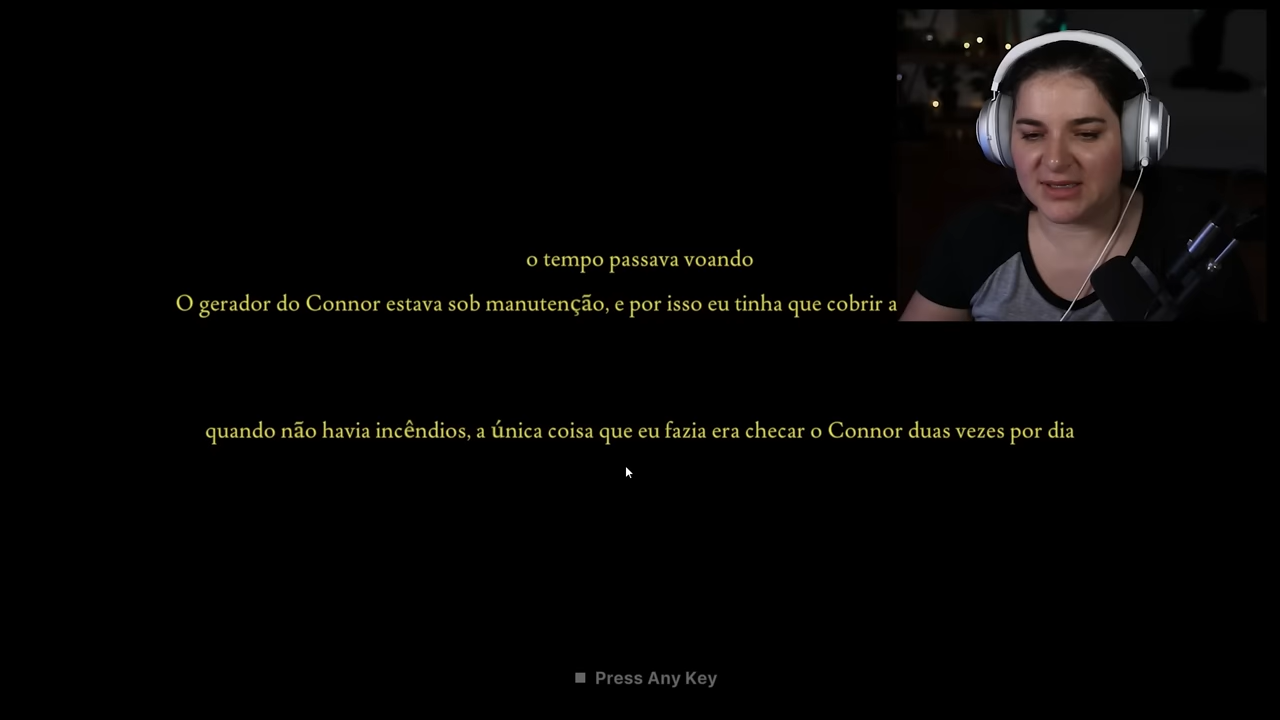 o tempo passava voando
O gerador do Connor estava sob manutenção, e por isso eu tinha que cobrir a
quando não havia incêndios, a única coisa que eu fazia era checar o Connor duas vezes por dia
Press Any Key